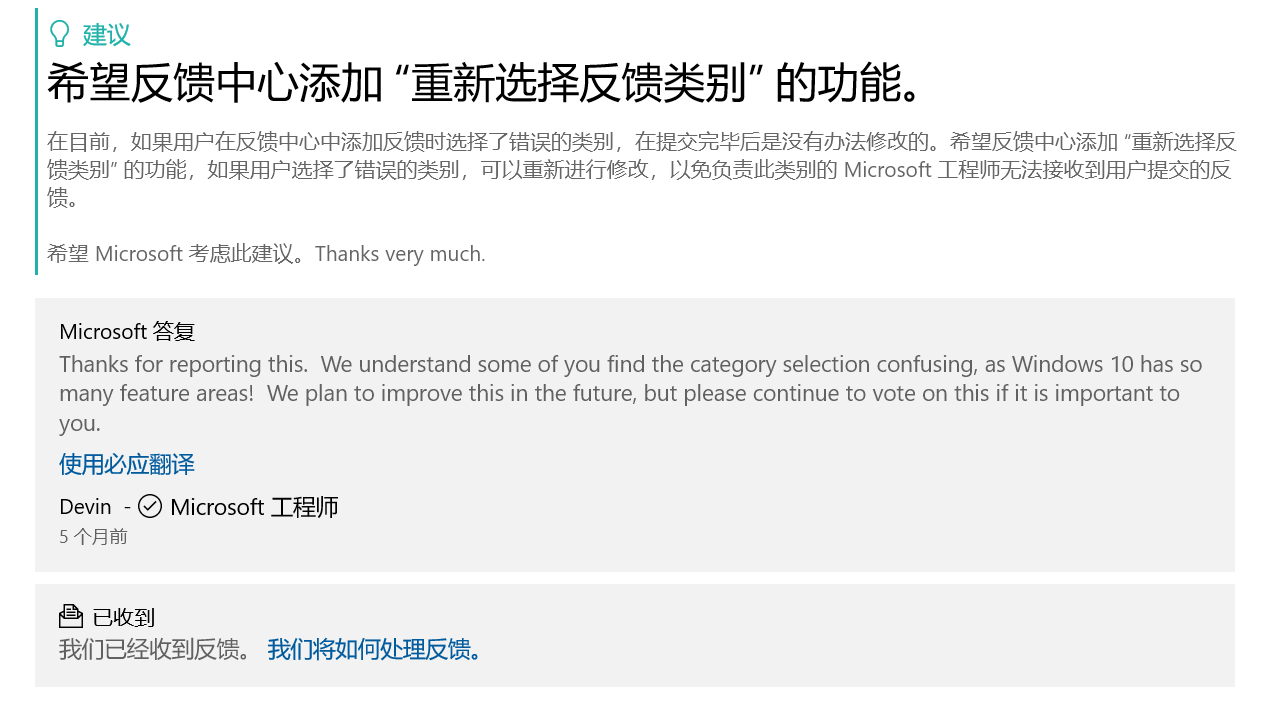 建议
希望反馈中心添加 “重新选择反馈类别” 的功能。
在目前，如果用户在反馈中心中添加反馈时选择了错误的类别，在提交完毕后是没有办法修改的。希望反馈中心添加 “重新选择反
馈类别” 的功能，如果用户选择了错误的类别，可以重新进行修改，以免负责此类别的 Microsoft 工程师无法接收到用户提交的反
馈。
希望 Microsoft 考虑此建议。Thanks very much.
Microsoft 答复
Thanks for reporting this.  We understand some of you find the category selection confusing, as Windows 10 has so
many feature areas!  We plan to improve this in the future, but please continue to vote on this if it is important to
you.
使用必应翻译
Devin  - Microsoft 工程师
5 个月前
已收到
我们已经收到反馈。 我们将如何处理反馈。